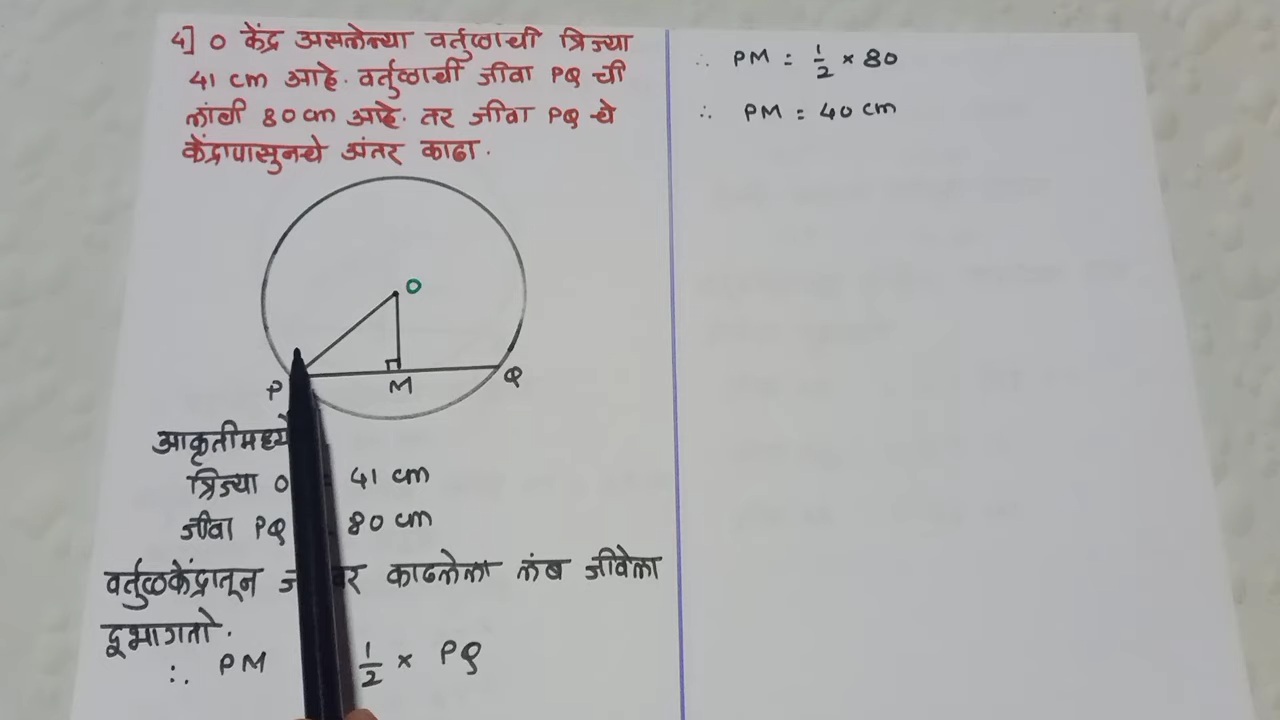 4] O केंद्र असलेल्या वर्तुळाची त्रिज्या
41 cm आहे. वर्तुळाची जीवा PQ ची
लांबी 80 cm आहे. तर जीवा PQ चे
केंद्रापासुनचे अंतर काढा.
O
P M Q
आकृतीमध्ये
त्रिज्या = 41 cm
जीवा PQ 80 cm
वर्तुळकेंद्रातून काढलेला लंब जीवेला
दूभागतो.
∴ PM 1/2 × PQ
∴ PM = 1/2 × 80
∴ PM = 40 cm